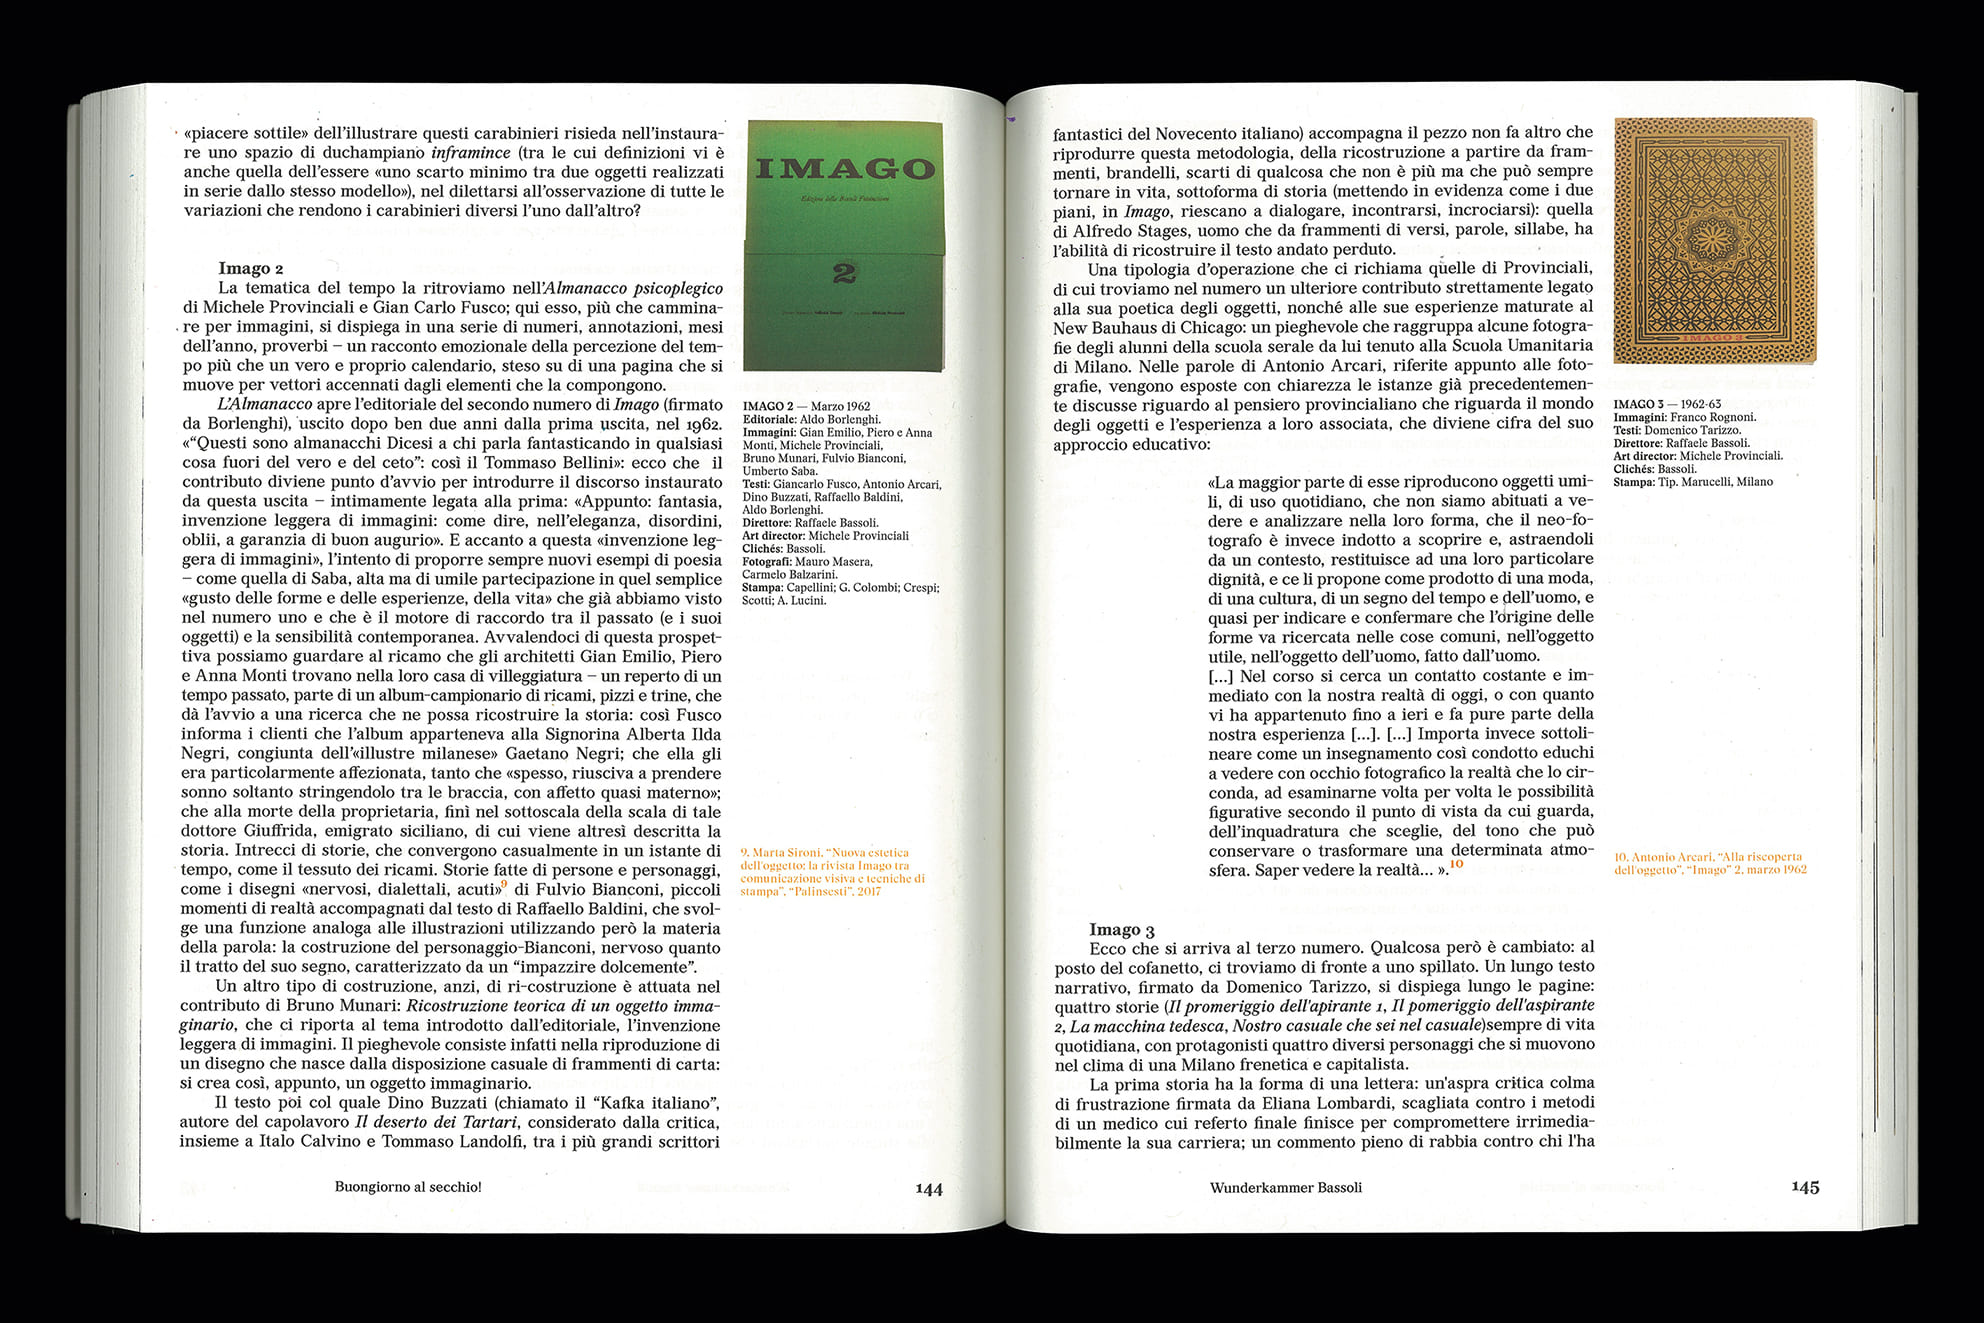 «piacere sottile» dell'illustrare questi carabinieri risieda nell'instaura-
re uno spazio di duchampiano inframince (tra le cui definizioni vi è
anche quella dell'essere «uno scarto minimo tra due oggetti realizzati
in serie dallo stesso modello»), nel dilettarsi all'osservazione di tutte le
variazioni che rendono i carabinieri diversi l'uno dall'altro?
Imago 2
La tematica del tempo la ritroviamo nell'Almanacco psicoplegico
di Michele Provinciali e Gian Carlo Fusco; qui esso, più che cammina-
re per immagini, si dispiega in una serie di numeri, annotazioni, mesi
dell'anno, proverbi – un racconto emozionale della percezione del tem-
po più che un vero e proprio calendario, steso su di una pagina che si
muove per vettori accennati dagli elementi che la compongono.
L'Almanacco apre l'editoriale del secondo numero di Imago (firmato
da Borlenghi), uscito dopo ben due anni dalla prima uscita, nel 1962.
«“Questi sono almanacchi Dicesi a chi parla fantasticando in qualsiasi
cosa fuori del vero e del ceto”: così il Tommaso Bellini»: ecco che il
contributo diviene punto d'avvio per introdurre il discorso instaurato
da questa uscita – intimamente legata alla prima: «Appunto: fantasia,
invenzione leggera di immagini: come dire, nell'eleganza, disordini,
oblii, a garanzia di buon augurio». E accanto a questa «invenzione leg-
gera di immagini», l'intento di proporre sempre nuovi esempi di poesia
– come quella di Saba, alta ma di umile partecipazione in quel semplice
«gusto delle forme e delle esperienze, della vita» che già abbiamo visto
nel numero uno e che è il motore di raccordo tra il passato (e i suoi
oggetti) e la sensibilità contemporanea. Avvalendoci di questa prospet-
tiva possiamo guardare al ricamo che gli architetti Gian Emilio, Piero
e Anna Monti trovano nella loro casa di villeggiatura – un reperto di un
tempo passato, parte di un album-campionario di ricami, pizzi e trine, che
dà l'avvio a una ricerca che ne possa ricostruire la storia: così Fusco
informa i clienti che l'album apparteneva alla Signorina Alberta Ilda
Negri, congiunta dell'«illustre milanese» Gaetano Negri; che ella gli
era particolarmente affezionata, tanto che «spesso, riusciva a prendere
sonno soltanto stringendolo tra le braccia, con affetto quasi materno»;
che alla morte della proprietaria, finì nel sottoscala della scala di tale
dottore Giuffrida, emigrato siciliano, di cui viene altresì descritta la
storia. Intrecci di storie, che convergono casualmente in un istante di
tempo, come il tessuto dei ricami. Storie fatte di persone e personaggi,
come i disegni «nervosi, dialettali, acuti»9 di Fulvio Bianconi, piccoli
momenti di realtà accompagnati dal testo di Raffaello Baldini, che svol-
ge una funzione analoga alle illustrazioni utilizzando però la materia
della parola: la costruzione del personaggio-Bianconi, nervoso quanto
il tratto del suo segno, caratterizzato da un “impazzire dolcemente”.
Un altro tipo di costruzione, anzi, di ri-costruzione è attuata nel
contributo di Bruno Munari: Ricostruzione teorica di un oggetto imma-
ginario, che ci riporta al tema introdotto dall'editoriale, l'invenzione
leggera di immagini. Il pieghevole consiste infatti nella riproduzione di
un disegno che nasce dalla disposizione casuale di frammenti di carta:
si crea così, appunto, un oggetto immaginario.
Il testo poi col quale Dino Buzzati (chiamato il “Kafka italiano”,
autore del capolavoro Il deserto dei Tartari, considerato dalla critica,
insieme a Italo Calvino e Tommaso Landolfi, tra i più grandi scrittori
IMAGO
Edizione della Bassoli Fotoincisioni
2
IMAGO 2 — Marzo 1962
Editoriale: Aldo Borlenghi.
Immagini: Gian Emilio, Piero e Anna
Monti, Michele Provinciali,
Bruno Munari, Fulvio Bianconi,
Umberto Saba.
Testi: Giancarlo Fusco, Antonio Arcari,
Dino Buzzati, Raffaello Baldini,
Aldo Borlenghi.
Direttore: Raffaele Bassoli.
Art director: Michele Provinciali
Clichés: Bassoli.
Fotografi: Mauro Masera,
Carmelo Balzarini.
Stampa: Capellini; G. Colombi; Crespi;
Scotti; A. Lucini.
9. Marta Sironi, “Nuova estetica
dell'oggetto: la rivista Imago tra
comunicazione visiva e tecniche di
stampa”, “Palinsesti”, 2017
Buongiorno al secchio!
144
fantastici del Novecento italiano) accompagna il pezzo non fa altro che
riprodurre questa metodologia, della ricostruzione a partire da fram-
menti, brandelli, scarti di qualcosa che non è più ma che può sempre
tornare in vita, sottoforma di storia (mettendo in evidenza come i due
piani, in Imago, riescano a dialogare, incontrarsi, incrociarsi): quella
di Alfredo Stages, uomo che da frammenti di versi, parole, sillabe, ha
l'abilità di ricostruire il testo andato perduto.
Una tipologia d'operazione che ci richiama quelle di Provinciali,
di cui troviamo nel numero un ulteriore contributo strettamente legato
alla sua poetica degli oggetti, nonché alle sue esperienze maturate al
New Bauhaus di Chicago: un pieghevole che raggruppa alcune fotogra-
fie degli alunni della scuola serale da lui tenuto alla Scuola Umanitaria
di Milano. Nelle parole di Antonio Arcari, riferite appunto alle foto-
grafie, vengono esposte con chiarezza le istanze già precedentemen-
te discusse riguardo al pensiero provincialiano che riguarda il mondo
degli oggetti e l'esperienza a loro associata, che diviene cifra del suo
approccio educativo:
«La maggior parte di esse riproducono oggetti umi-
li, di uso quotidiano, che non siamo abituati a ve-
dere e analizzare nella loro forma, che il neo-fo-
tografo è invece indotto a scoprire e, astraendoli
da un contesto, restituisce ad una loro particolare
dignità, e ce li propone come prodotto di una moda,
di una cultura, di un segno del tempo e dell'uomo, e
quasi per indicare e confermare che l'origine delle
forme va ricercata nelle cose comuni, nell'oggetto
utile, nell'oggetto dell'uomo, fatto dall'uomo.
[...] Nel corso si cerca un contatto costante e im-
mediato con la nostra realtà di oggi, o con quanto
vi ha appartenuto fino a ieri e fa pure parte della
nostra esperienza [...]. [...] Importa invece sottoli-
neare come un insegnamento così condotto educhi
a vedere con occhio fotografico la realtà che lo cir-
conda, ad esaminarne volta per volta le possibilità
figurative secondo il punto di vista da cui guarda,
dell'inquadratura che sceglie, del tono che può
conservare o trasformare una determinata atmo-
sfera. Saper vedere la realtà... ».10
Imago 3
Ecco che si arriva al terzo numero. Qualcosa però è cambiato: al
posto del cofanetto, ci troviamo di fronte a uno spillato. Un lungo testo
narrativo, firmato da Domenico Tarizzo, si dispiega lungo le pagine:
quattro storie (Il promeriggio dell'apirante 1, Il pomeriggio dell'aspirante
2, La macchina tedesca, Nostro casuale che sei nel casuale)sempre di vita
quotidiana, con protagonisti quattro diversi personaggi che si muovono
nel clima di una Milano frenetica e capitalista.
La prima storia ha la forma di una lettera: un'aspra critica colma
di frustrazione firmata da Eliana Lombardi, scagliata contro i metodi
di un medico cui referto finale finisce per compromettere irrimedia-
bilmente la sua carriera; un commento pieno di rabbia contro chi l'ha
IMAGO 3
IMAGO 3 — 1962-63
Immagini: Franco Rognoni.
Testi: Domenico Tarizzo.
Direttore: Raffaele Bassoli.
Art director: Michele Provinciali.
Clichés: Bassoli.
Stampa: Tip. Marucelli, Milano
10. Antonio Arcari, “Alla riscoperta
dell'oggetto”, “Imago” 2, marzo 1962
Wunderkammer Bassoli
145